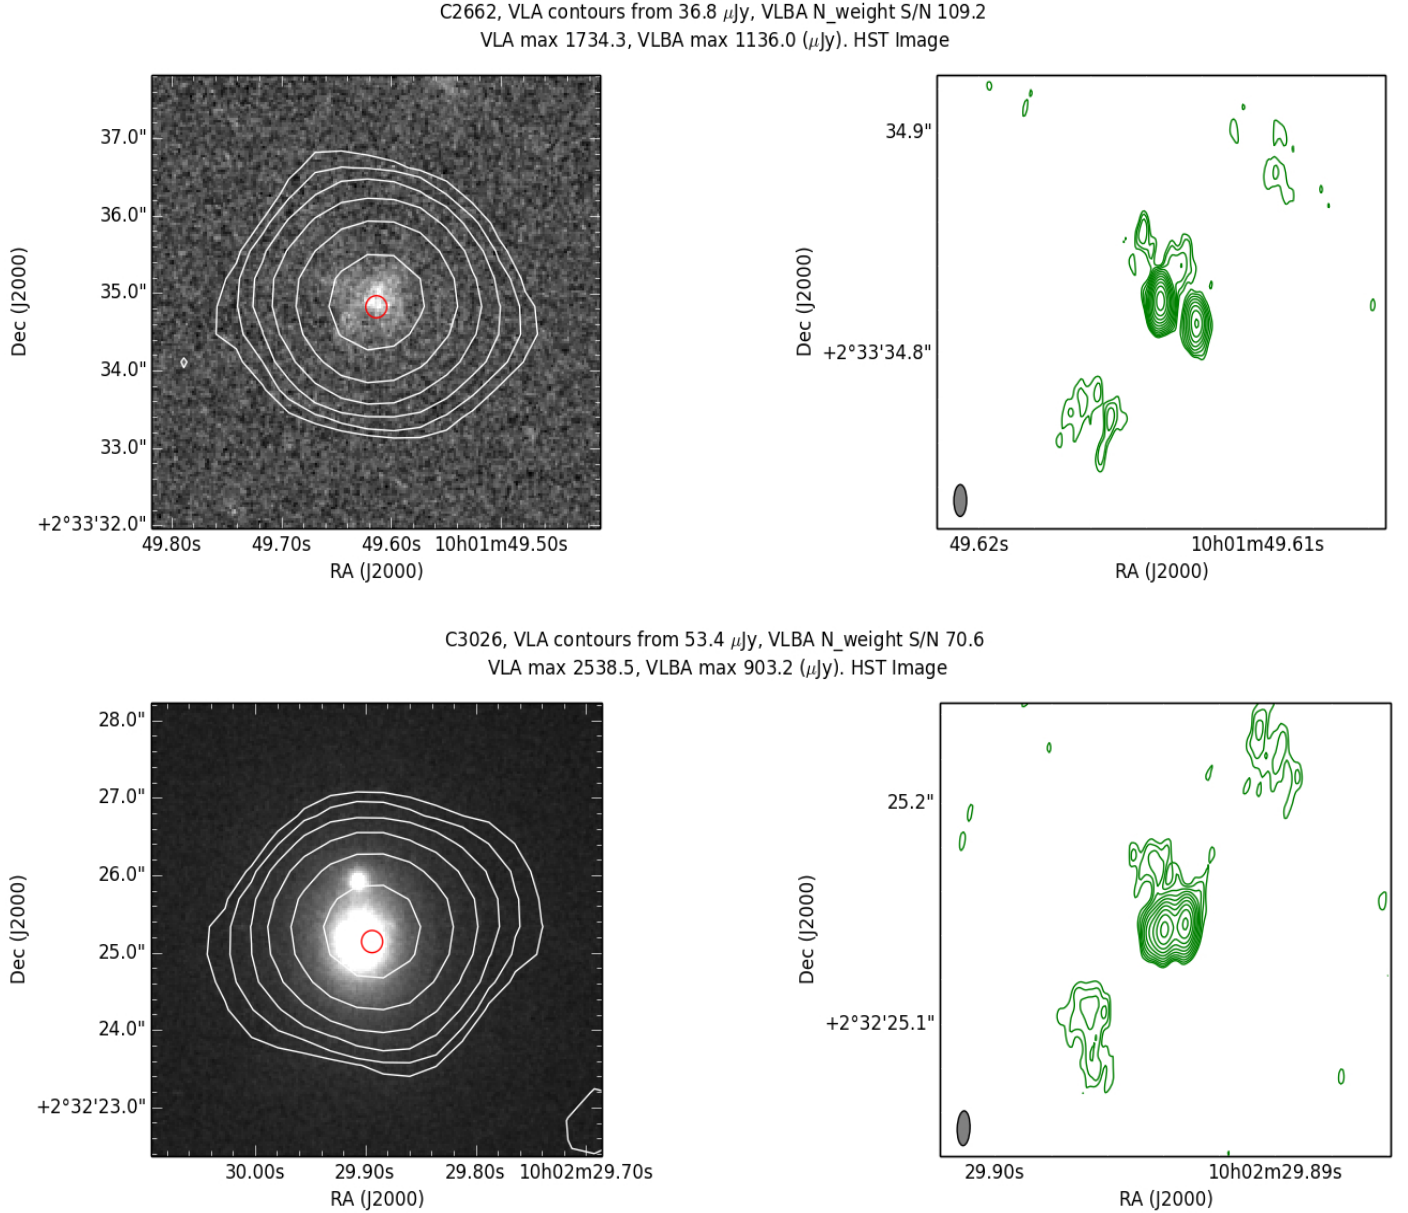 C2662, VLA contours from 36.8 μJy, VLBA N_weight S/N 109.2
VLA max 1734.3, VLBA max 1136.0 (μJy). HST Image
37.0"
36.0"
35.0"
34.0"
33.0"
+2°33'32.0"
Dec (J2000)
49.80s 49.70s 49.60s 10h01m49.50s
RA (J2000)
34.9"
+2°33'34.8"
Dec (J2000)
49.62s 10h01m49.61s
RA (J2000)
C3026, VLA contours from 53.4 μJy, VLBA N_weight S/N 70.6
VLA max 2538.5, VLBA max 903.2 (μJy). HST Image
28.0"
27.0"
26.0"
25.0"
24.0"
+2°32'23.0"
Dec (J2000)
30.00s 29.90s 29.80s 10h02m29.70s
RA (J2000)
25.2"
+2°32'25.1"
Dec (J2000)
29.90s 10h02m29.89s
RA (J2000)